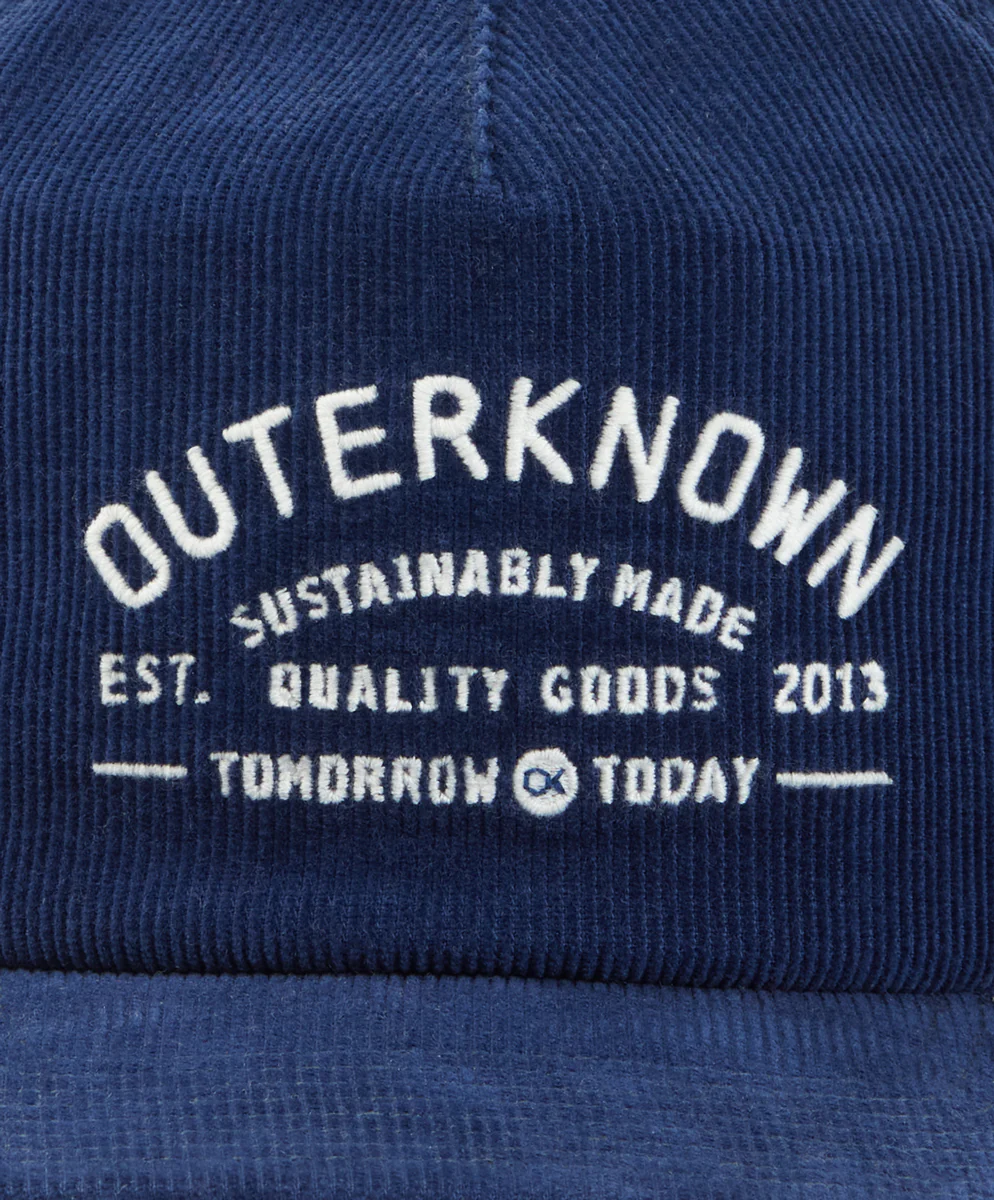 OUTERKNOWN
SUSTAINABLY MADE
EST. QUALITY GOODS 2013
TOMORROW OK TODAY